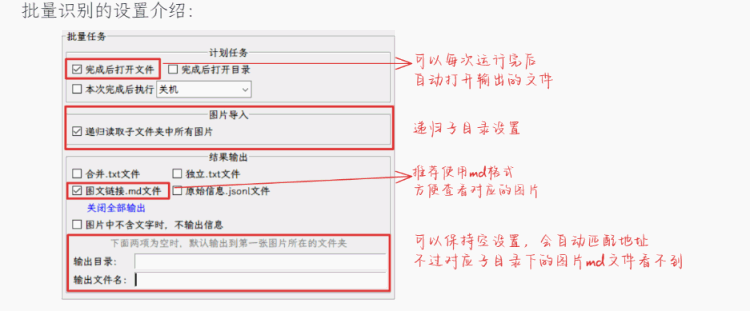 批量识别的设置介绍：
批量任务
计划任务
完成后打开文件 完成后打开目录
本次完成后执行 关机
可以每次运行完后
自动打开输出的文件
图片导入
递归读取子文件夹中所有图片
递归子目录设置
结果输出
合并.txt文件 独立.txt文件
图文链接.md文件 原始信息.jsonl文件
推荐使用md格式
方便查看对应的图片
关闭全部输出
图片中不含文字时，不输出信息
下面两项为空时，默认输出到第一张图片所在的文件夹
输出目录：
输出文件名：
可以保持空设置，会自动匹配地址
不过对应子目录下的图片md文件看不到